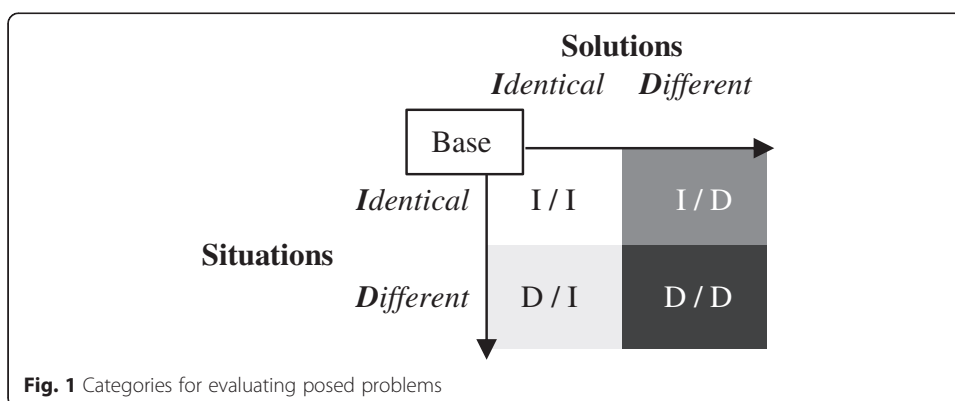 Solutions
Identical Different
Base
Identical I / I I / D
Situations
Different D / I D / D
Fig. 1 Categories for evaluating posed problems